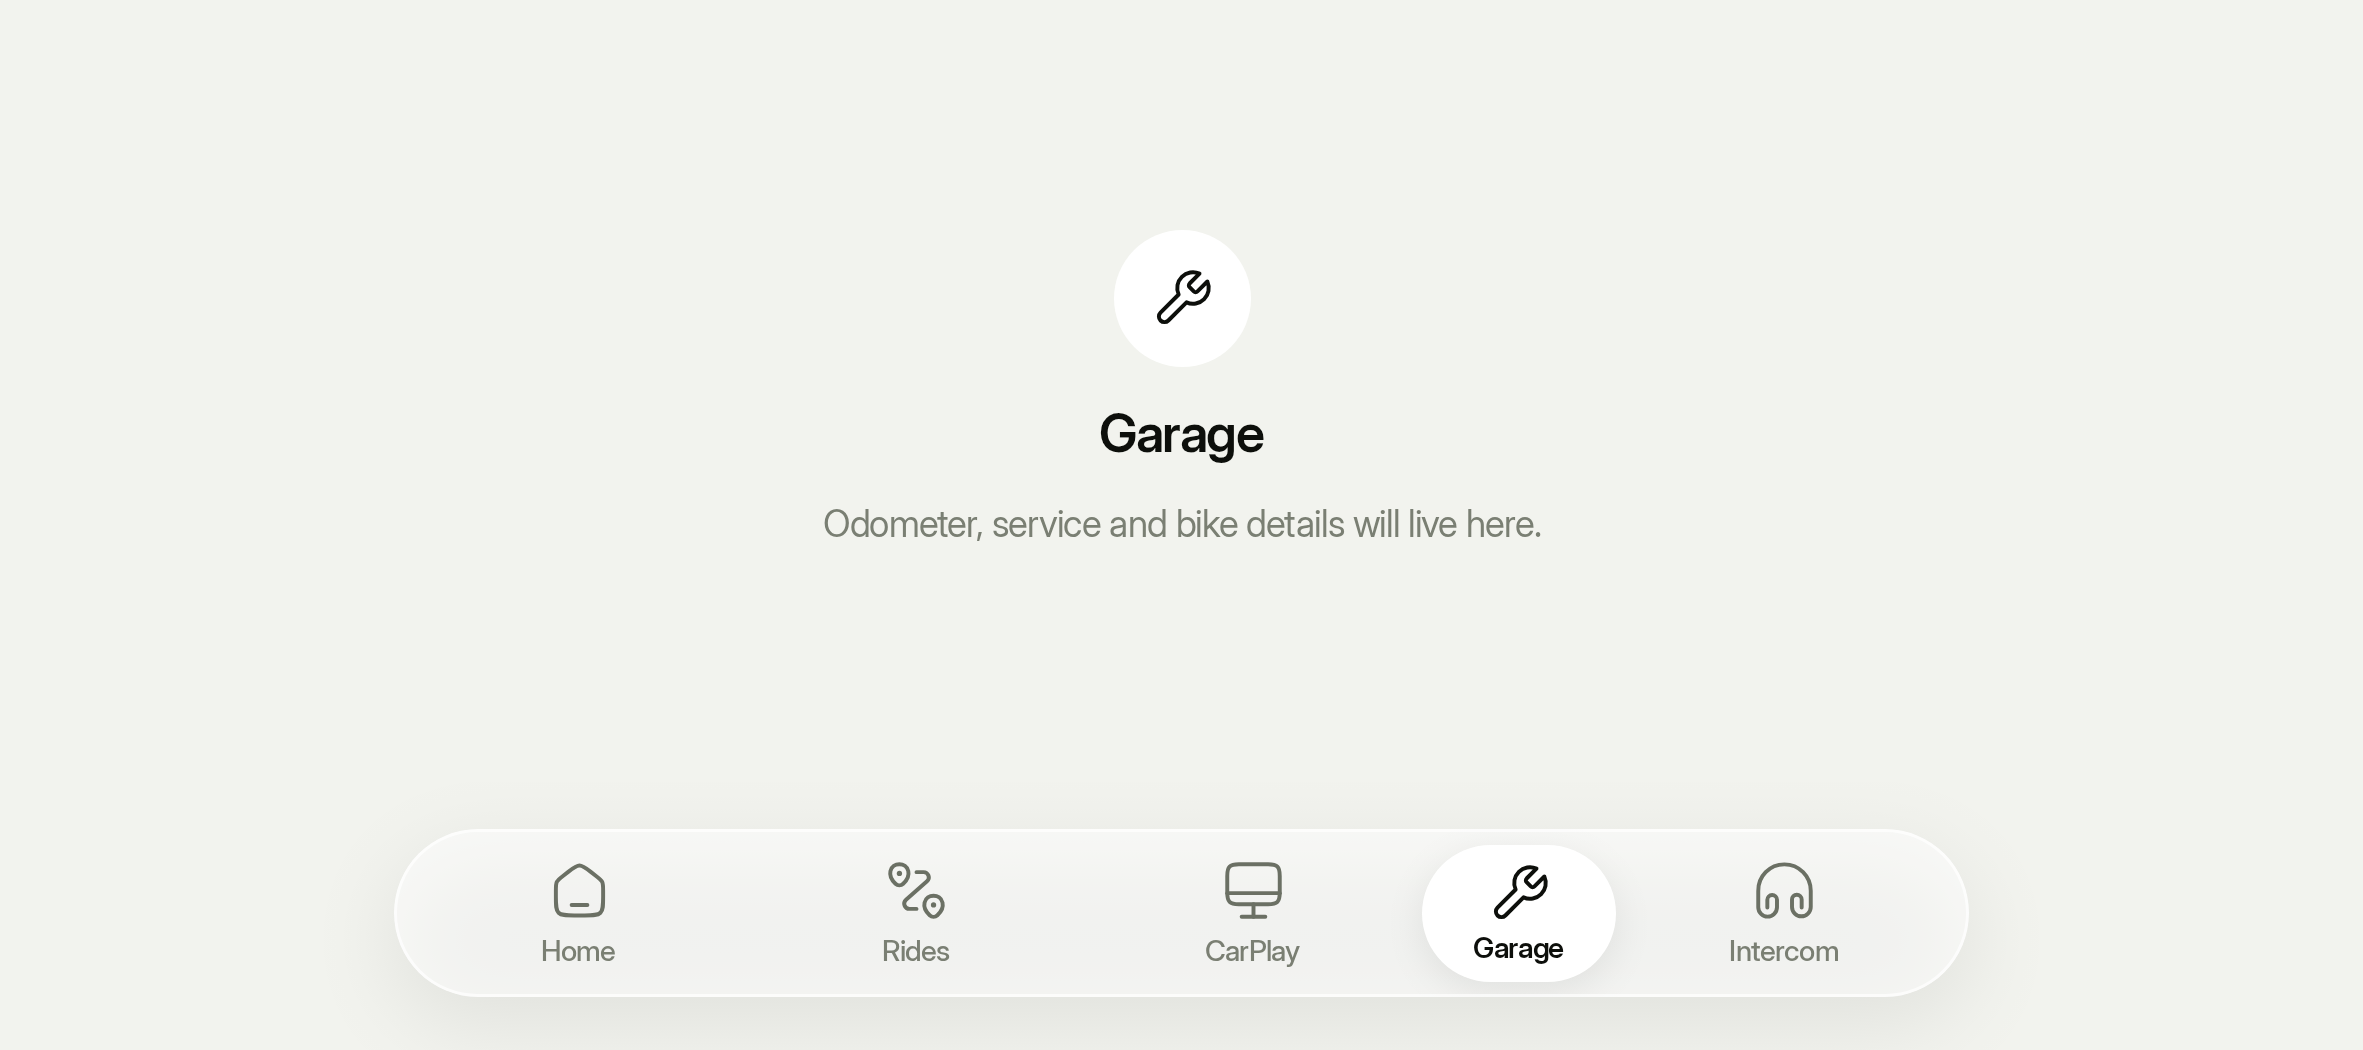 Garage
Odometer, service and bike details will live here.
Home
Rides
CarPlay
Garage
Intercom